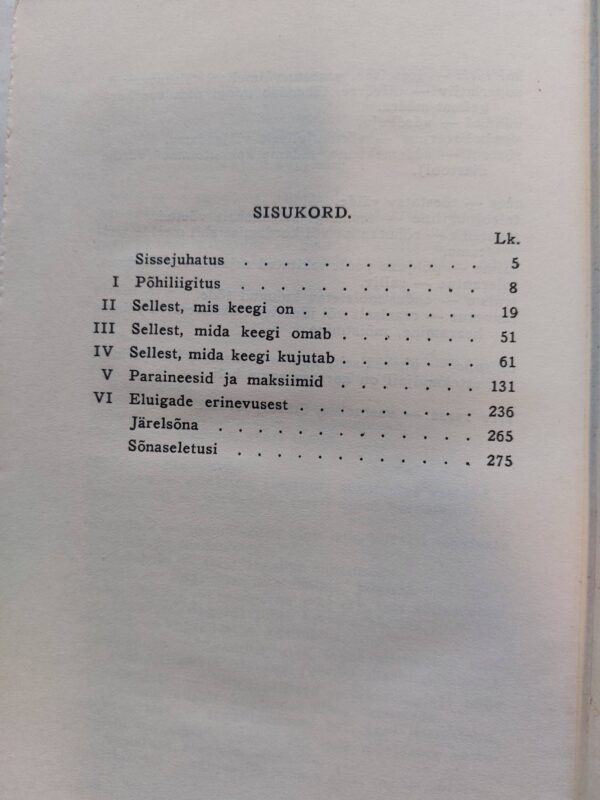 SISUKORD.
Lk.
Sissejuhatus . . . . . . . . . . . . 5
I Põhiliigitus . . . . . . . . . . . . 8
II Sellest, mis keegi on . . . . . . . . . 19
III Sellest, mida keegi omab . . . . . . . 51
IV Sellest, mida keegi kujutab . . . . . . . 61
V Paraineesid ja maksiimid . . . . . . . 131
VI Eluigade erinevusest . . . . . . . . . 236
Järelsõna . . . . . . . . . . . . . 265
Sõnaseletusi . . . . . . . . . . . . 275